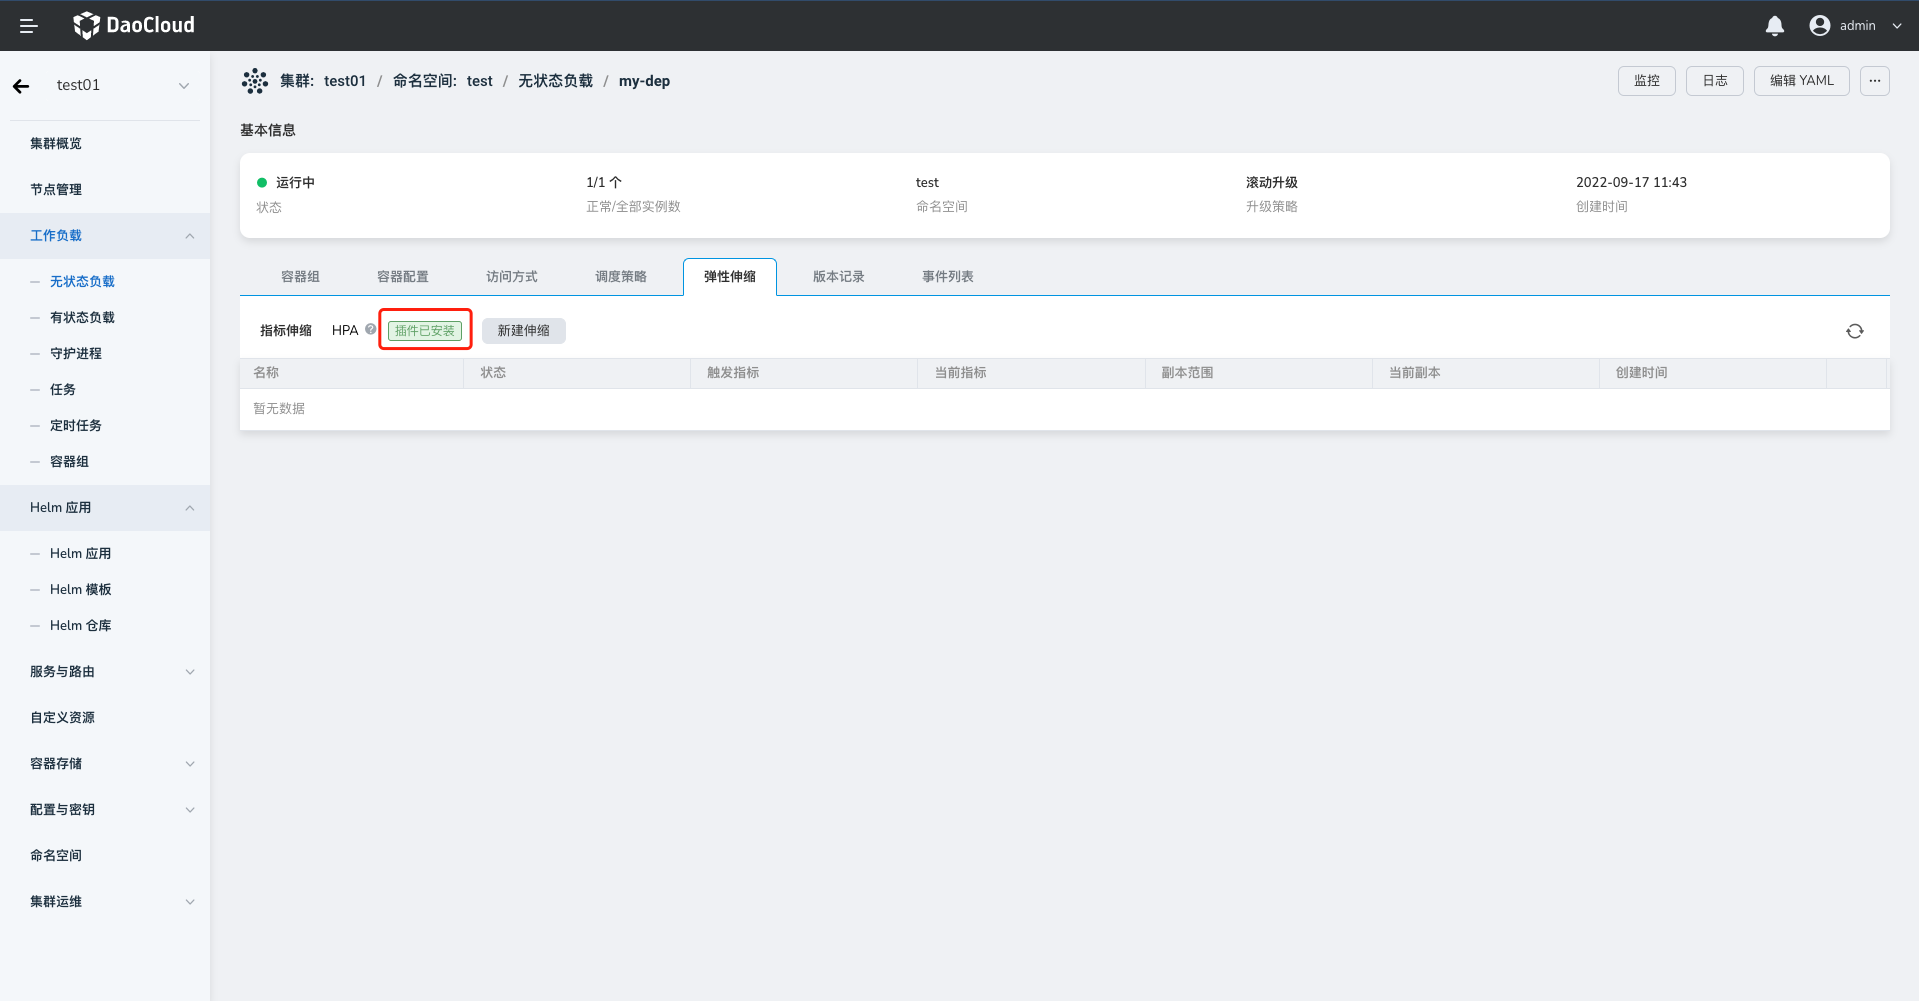 DaoCloud
admin
test01
集群概览
节点管理
工作负载
无状态负载
有状态负载
守护进程
任务
定时任务
容器组
Helm 应用
Helm 应用
Helm 模板
Helm 仓库
服务与路由
自定义资源
容器存储
配置与密钥
命名空间
集群运维
集群: test01 / 命名空间: test / 无状态负载 / my-dep
监控 日志 编辑 YAML ...
基本信息
运行中 1/1 个 test 滚动升级 2022-09-17 11:43
状态 正常/全部实例数 命名空间 升级策略 创建时间
容器组 容器配置 访问方式 调度策略 弹性伸缩 版本记录 事件列表
指标伸缩 HPA ? 插件已安装 新建伸缩
名称 状态 触发指标 当前指标 副本范围 当前副本 创建时间
暂无数据